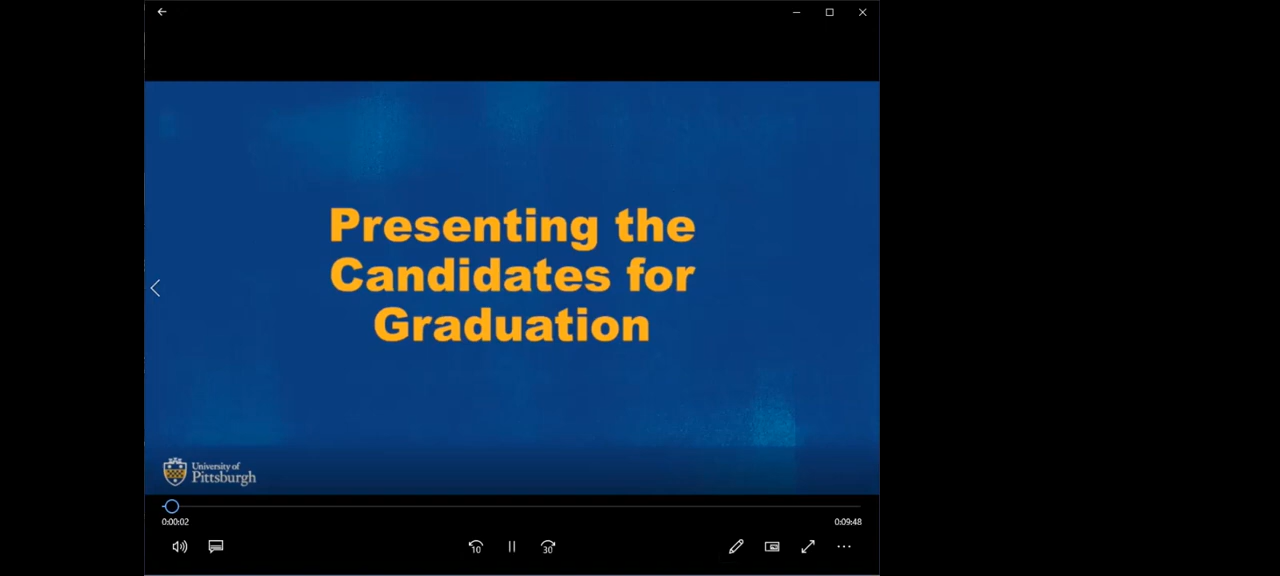 Presenting the
Candidates for
Graduation
University of
Pittsburgh
0:00:02
0:09:48
10
30